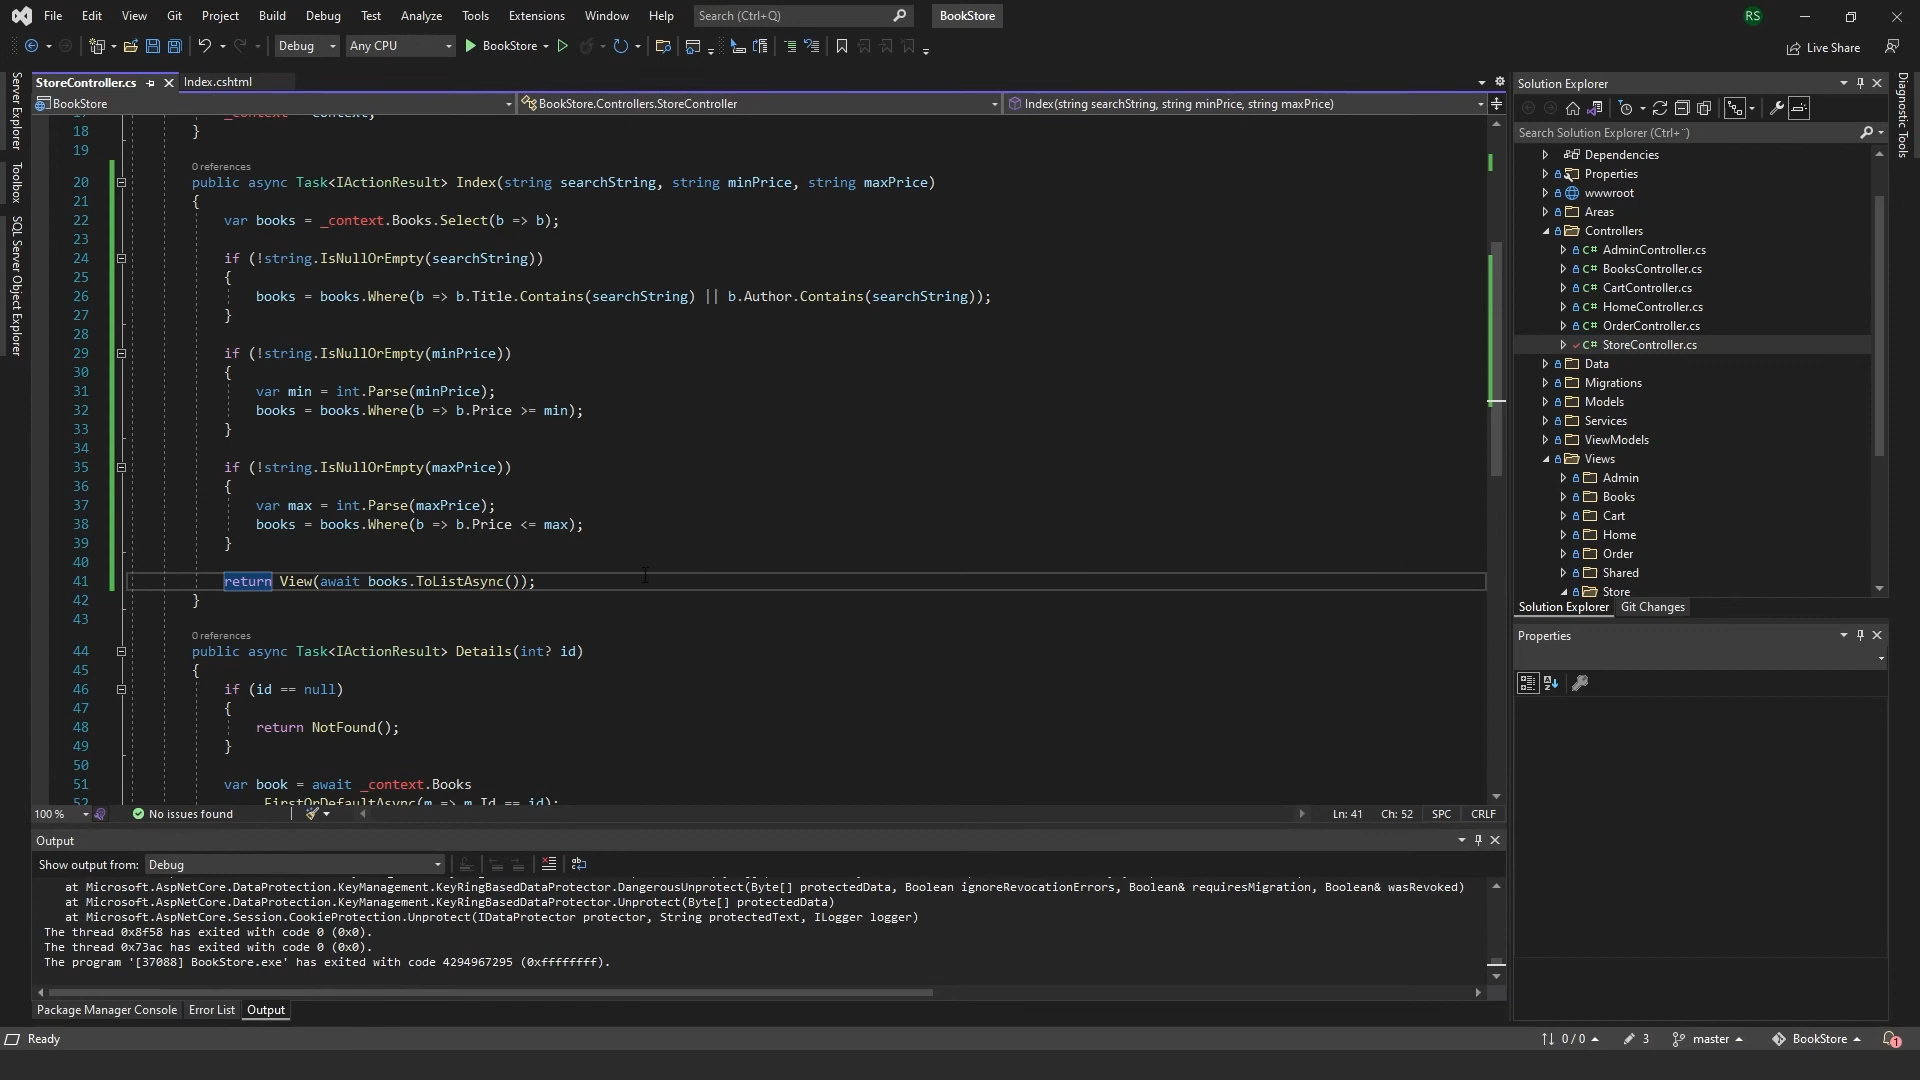 File Edit View Git Project Build Debug Test Analyze Tools Extensions Window Help Search (Ctrl+Q) BookStore RS
Debug Any CPU BookStore Live Share
StoreController.cs Index.cshtml
BookStore BookStore.Controllers.StoreController Index(string searchString, string minPrice, string maxPrice)
18 }
19
0 references
20 public async Task<IActionResult> Index(string searchString, string minPrice, string maxPrice)
21 {
22 var books = _context.Books.Select(b => b);
23
24 if (!string.IsNullOrEmpty(searchString))
25 {
26 books = books.Where(b => b.Title.Contains(searchString) || b.Author.Contains(searchString));
27 }
28
29 if (!string.IsNullOrEmpty(minPrice))
30 {
31 var min = int.Parse(minPrice);
32 books = books.Where(b => b.Price >= min);
33 }
34
35 if (!string.IsNullOrEmpty(maxPrice))
36 {
37 var max = int.Parse(maxPrice);
38 books = books.Where(b => b.Price <= max);
39 }
40
41 return View(await books.ToListAsync());
42 }
43
0 references
44 public async Task<IActionResult> Details(int? id)
45 {
46 if (id == null)
47 {
48 return NotFound();
49 }
50
51 var book = await _context.Books
52 .FirstOrDefaultAsync(m => m.Id == id);
100 % No issues found Ln: 41 Ch: 52 SPC CRLF
Server Explorer
Toolbox
SQL Server Object Explorer
Output
Show output from: Debug
at Microsoft.AspNetCore.DataProtection.KeyManagement.KeyRingBasedDataProtector.DangerousUnprotect(Byte[] protectedData, Boolean ignoreRevocationErrors, Boolean& requiresMigration, Boolean& wasRevoked)
at Microsoft.AspNetCore.DataProtection.KeyManagement.KeyRingBasedDataProtector.Unprotect(Byte[] protectedData)
at Microsoft.AspNetCore.Session.CookieProtection.Unprotect(IDataProtector protector, String protectedText, ILogger logger)
The thread 0x8f58 has exited with code 0 (0x0).
The thread 0x73ac has exited with code 0 (0x0).
The program '[37088] BookStore.exe' has exited with code 4294967295 (0xffffffff).
Package Manager Console Error List Output
Solution Explorer
Search Solution Explorer (Ctrl+¨)
Dependencies
Properties
wwwroot
Areas
Controllers
C# AdminController.cs
C# BooksController.cs
C# CartController.cs
C# HomeController.cs
C# OrderController.cs
C# StoreController.cs
Data
Migrations
Models
Services
ViewModels
Views
Admin
Books
Cart
Home
Order
Shared
Store
Solution Explorer Git Changes
Properties
Diagnostic Tools
Ready 0 / 0 3 master BookStore 1